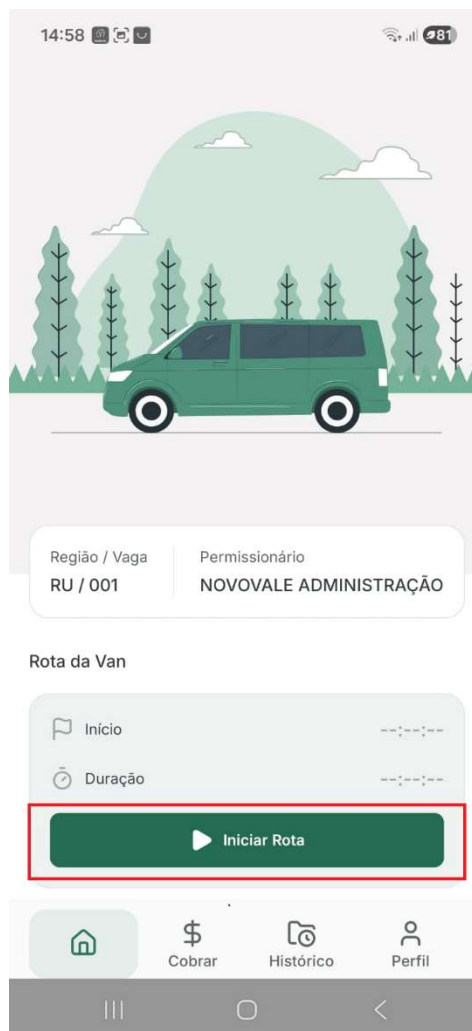 14:58
81
Região / Vaga
RU / 001
Permissionário
NOVOVALE ADMINISTRAÇÃO
Rota da Van
Início
--:--:--
Duração
--:--:--
Iniciar Rota
Cobrar
Histórico
Perfil